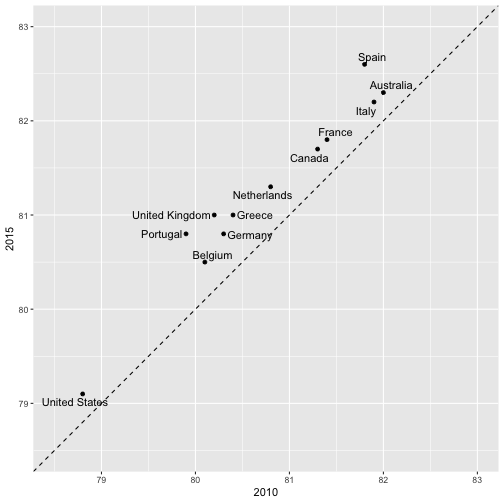 83
Spain
Australia
Italy
82
France
Canada
Netherlands
81
United Kingdom
Greece
2015
Portugal
Germany
Belgium
80
79
United States
79
80
81
82
83
2010